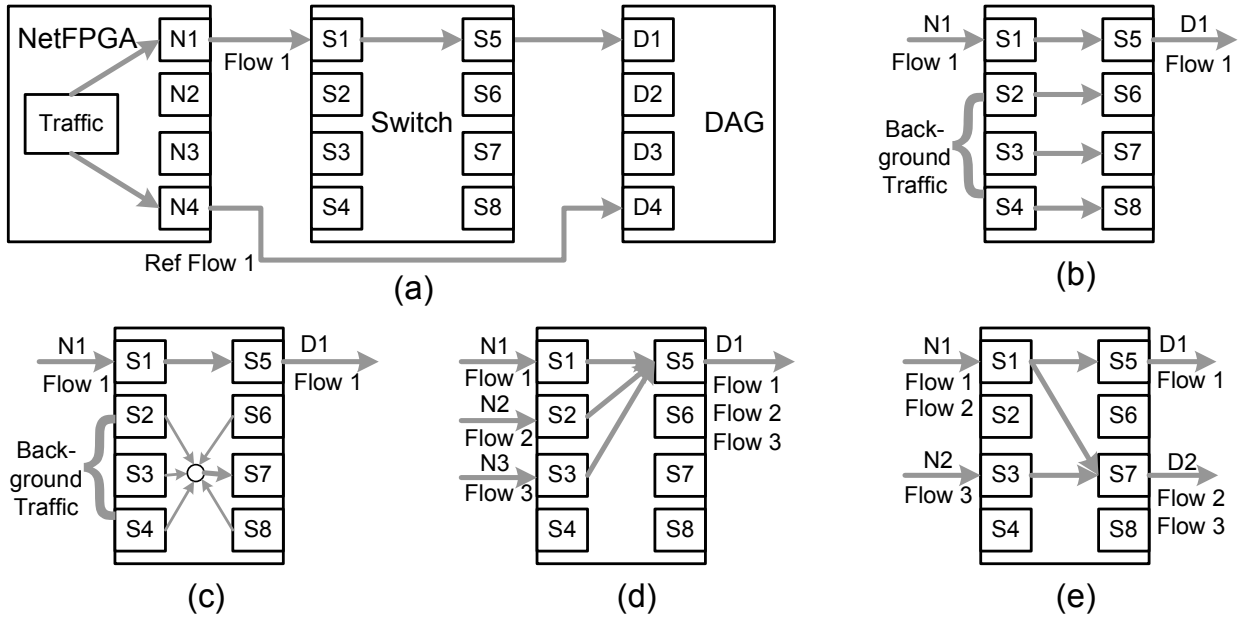 NetFPGA
Traffic
N1
N2
N3
N4
Flow 1
Ref Flow 1
S1
S2
S3
S4
Switch
S5
S6
S7
S8
D1
D2
D3
D4
DAG
(a)
N1
Flow 1
Back-
ground
Traffic
S1
S2
S3
S4
S5
S6
S7
S8
D1
Flow 1
(b)
N1
Flow 1
Back-
ground
Traffic
S1
S2
S3
S4
S5
S6
S7
S8
D1
Flow 1
(c)
N1
Flow 1
N2
Flow 2
N3
Flow 3
S1
S2
S3
S4
S5
S6
S7
S8
D1
Flow 1
Flow 2
Flow 3
(d)
N1
Flow 1
Flow 2
N2
Flow 3
S1
S2
S3
S4
S5
S6
S7
S8
D1
Flow 1
D2
Flow 2
Flow 3
(e)